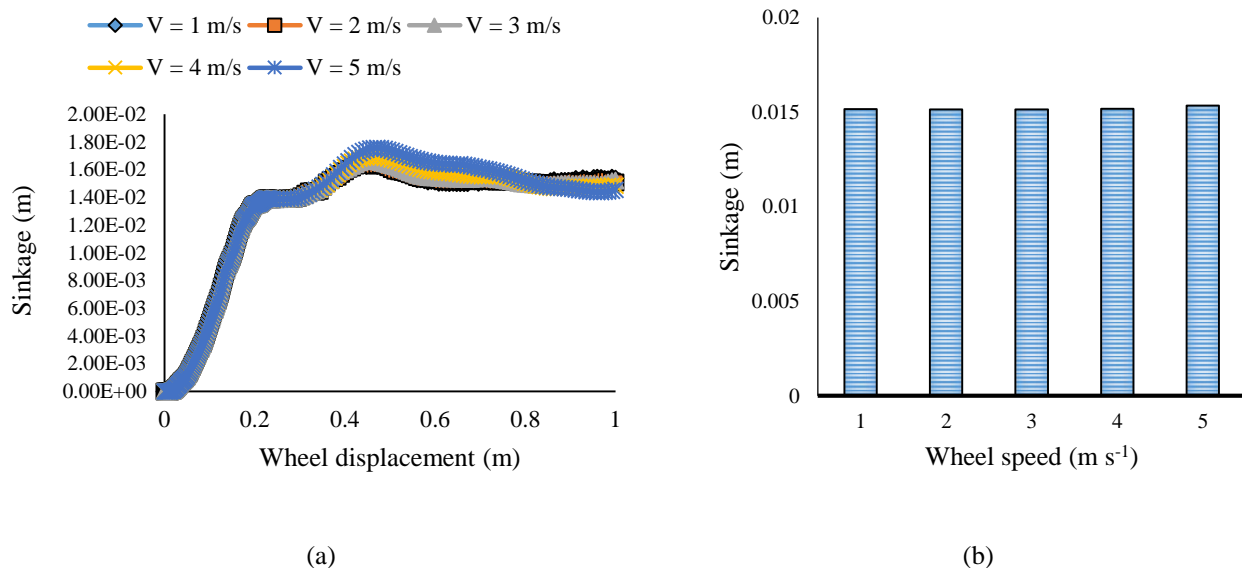 V = 1 m/s V = 2 m/s V = 3 m/s
V = 4 m/s V = 5 m/s
2.00E-02
1.80E-02
1.60E-02
1.40E-02
1.20E-02
1.00E-02
8.00E-03
6.00E-03
4.00E-03
2.00E-03
0.00E+00
Sinkage (m)
0 0.2 0.4 0.6 0.8 1
Wheel displacement (m)
(a)
0.02
0.015
0.01
0.005
0
Sinkage (m)
1 2 3 4 5
Wheel speed (m s-1)
(b)